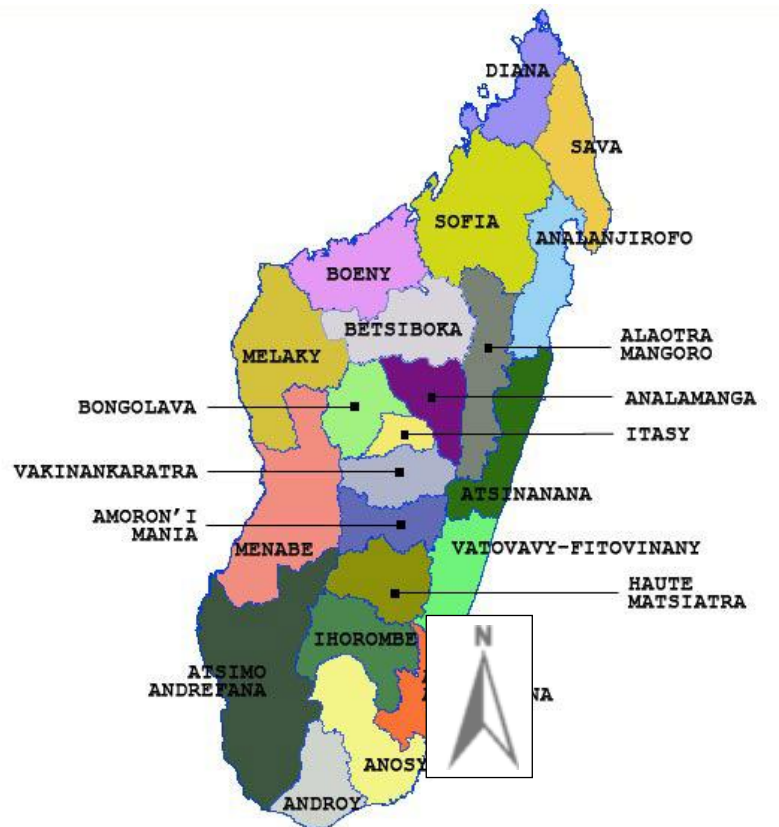 DIANA
SAVA
SOFIA
ANALANJIROFO
BOENY
BETSIBOKA
ALAOTRA
MANGORO
MELAKY
BONGOLAVA
ANALAMANGA
ITASY
VAKINANKARATRA
ATSINANANA
AMORON'I
MANIA
MENABE
VATOVAVY-FITOVINANY
HAUTE
MATSIATRA
IHOROMBE
N
ATSIMO
ANDREFANA
ANOSY
ANDROY